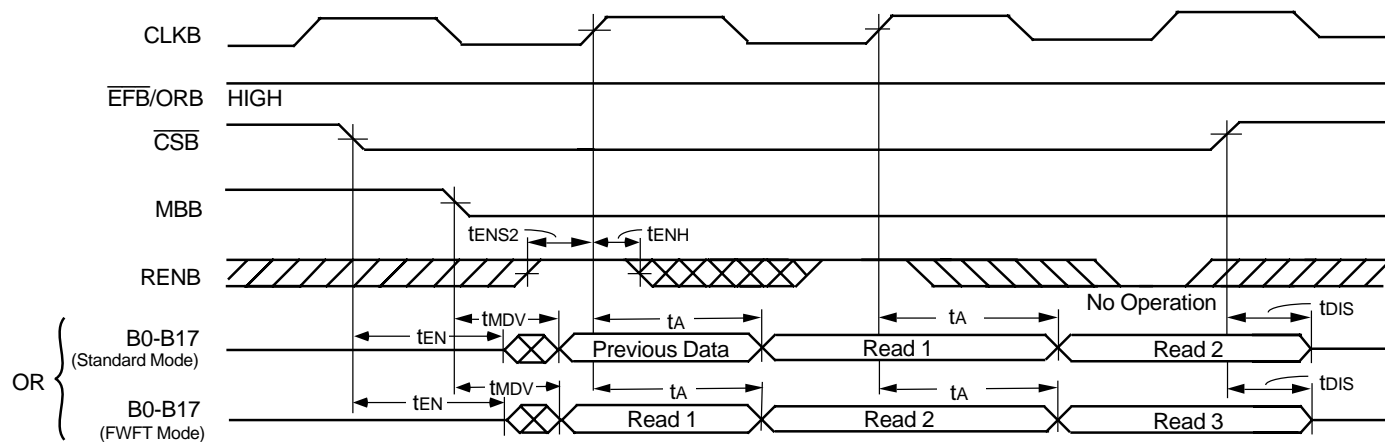 CLKB
EFB/ORB HIGH
CSB
MBB
tENS2 tENH
RENB
No Operation
OR
B0-B17
(Standard Mode)
tEN tMDV tA tA tDIS
Previous Data Read 1 Read 2
B0-B17
(FWFT Mode)
tEN tMDV tA tA tDIS
Read 1 Read 2 Read 3